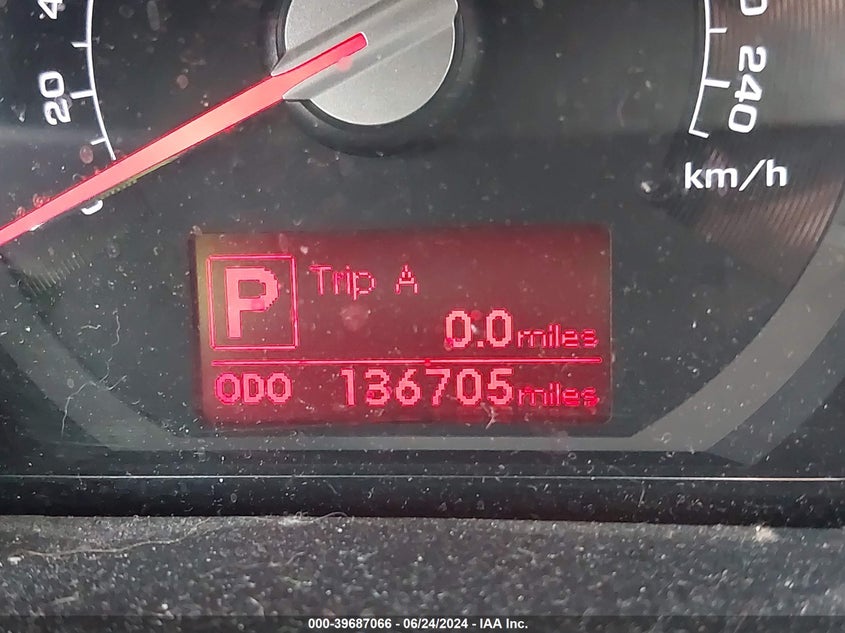 20
240
km/h
P
Trip A
0.0 miles
ODO 136705 miles
000-39687066 - 06/24/2024 - IAA Inc.